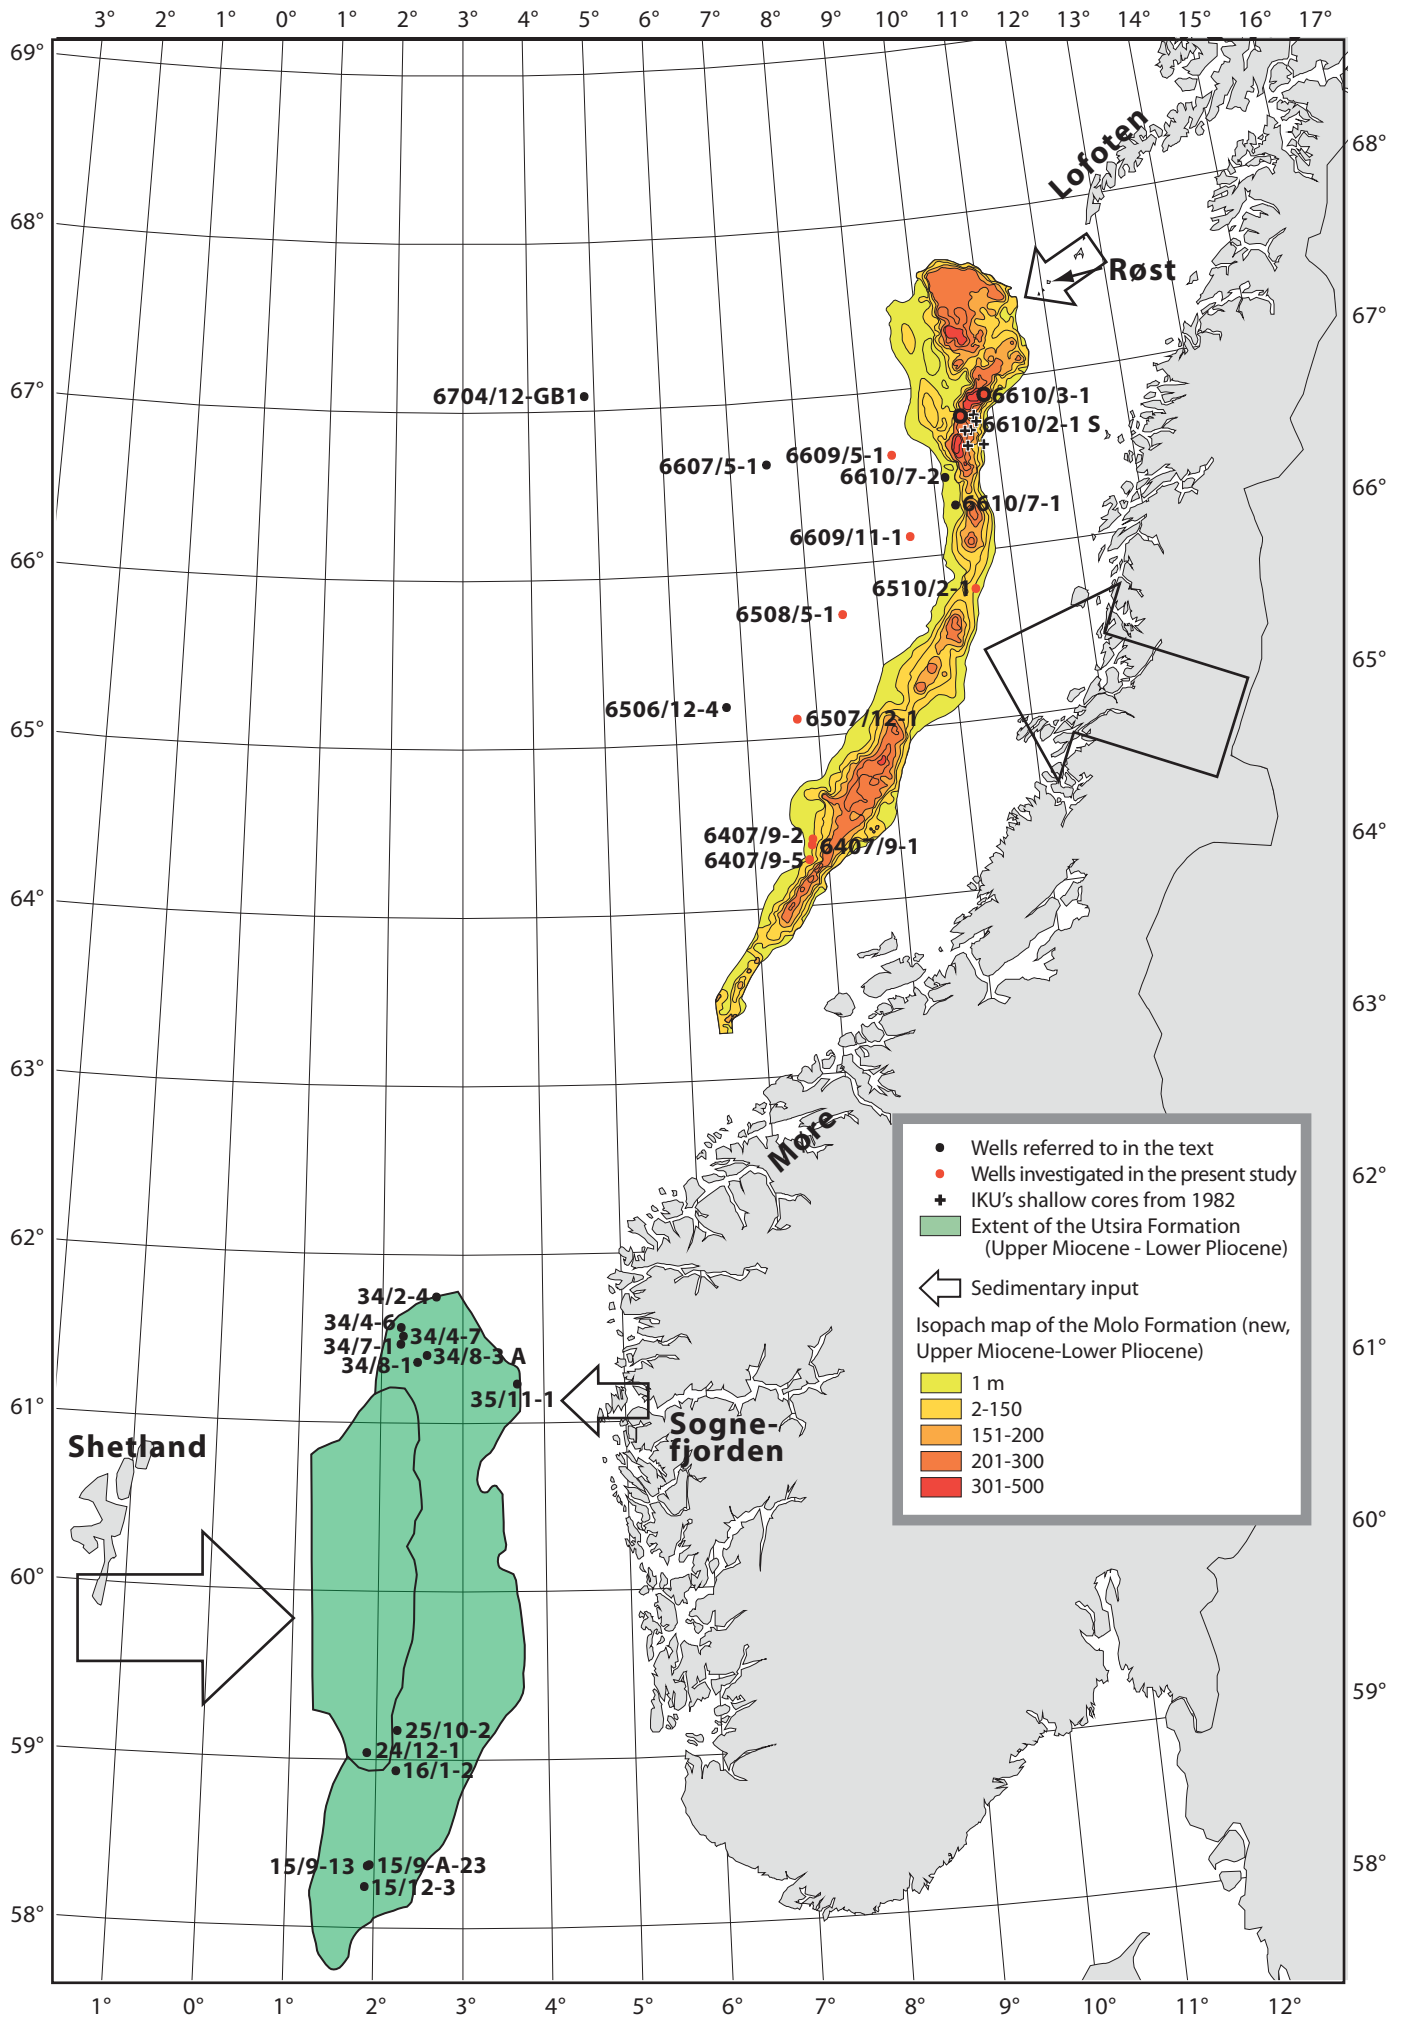 3° 2° 1° 0° 1° 2° 3° 4° 5° 6° 7° 8° 9° 10° 11° 12° 13° 14° 15° 16° 17°
69°
Lofoten
68°
68°
Røst
67°
67°
6704/12-GB1
6610/3-1
6610/2-1 S
6609/5-1
6607/5-1
6610/7-2
66°
6610/7-1
6609/11-1
66°
6510/2-1
6508/5-1
65°
6506/12-4
6507/12-1
65°
6407/9-2
64°
6407/9-1
6407/9-5
64°
63°
63°
Møre
Wells referred to in the text
Wells investigated in the present study
62°
IKU's shallow cores from 1982
Extent of the Utsira Formation
(Upper Miocene - Lower Pliocene)
62°
Sedimentary input
34/2-4
34/4-6
Isopach map of the Molo Formation (new,
34/4-7
34/7-1
61°
Upper Miocene-Lower Pliocene)
34/8-3 A
34/8-1
1 m
35/11-1
61°
2-150
Sogne-
fjorden
151-200
Shetland
201-300
301-500
60°
60°
59°
25/10-2
59°
24/12-1
16/1-2
58°
15/9-13
15/9-A-23
15/12-3
58°
1° 0° 1° 2° 3° 4° 5° 6° 7° 8° 9° 10° 11° 12°